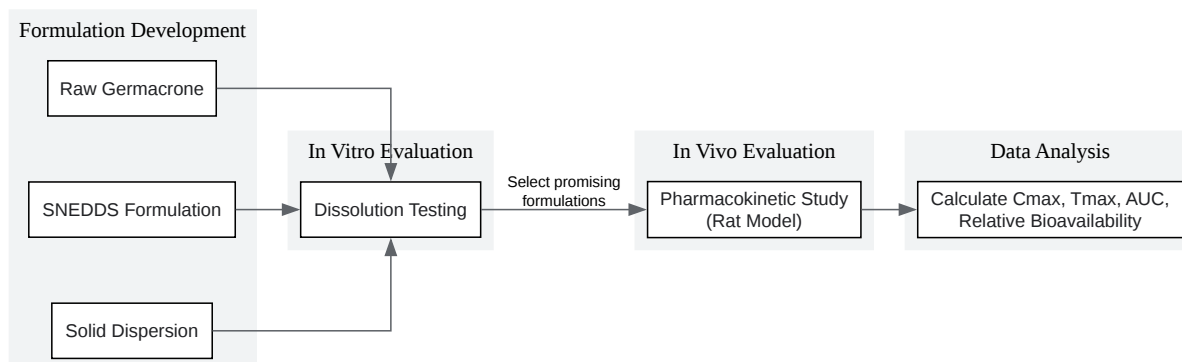 Formulation Development
Raw Germacrone
SNEDDS Formulation
Solid Dispersion
In Vitro Evaluation
Dissolution Testing
Select promising
formulations
In Vivo Evaluation
Pharmacokinetic Study
(Rat Model)
Data Analysis
Calculate Cmax, Tmax, AUC,
Relative Bioavailability